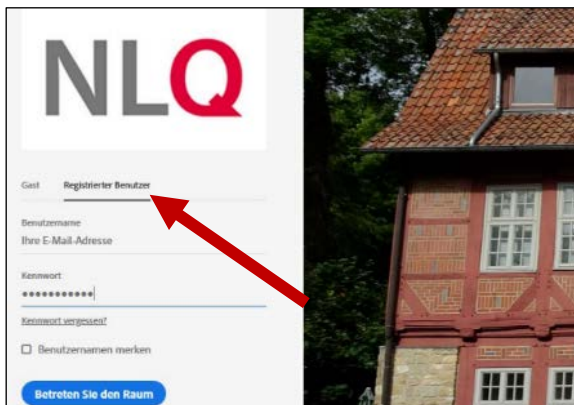 NLQ
Gast Registrierter Benutzer
Benutzername
Ihre E-Mail-Adresse
Kennwort
•••••••••••
Kennwort vergessen?
Benutzernamen merken
Betreten Sie den Raum